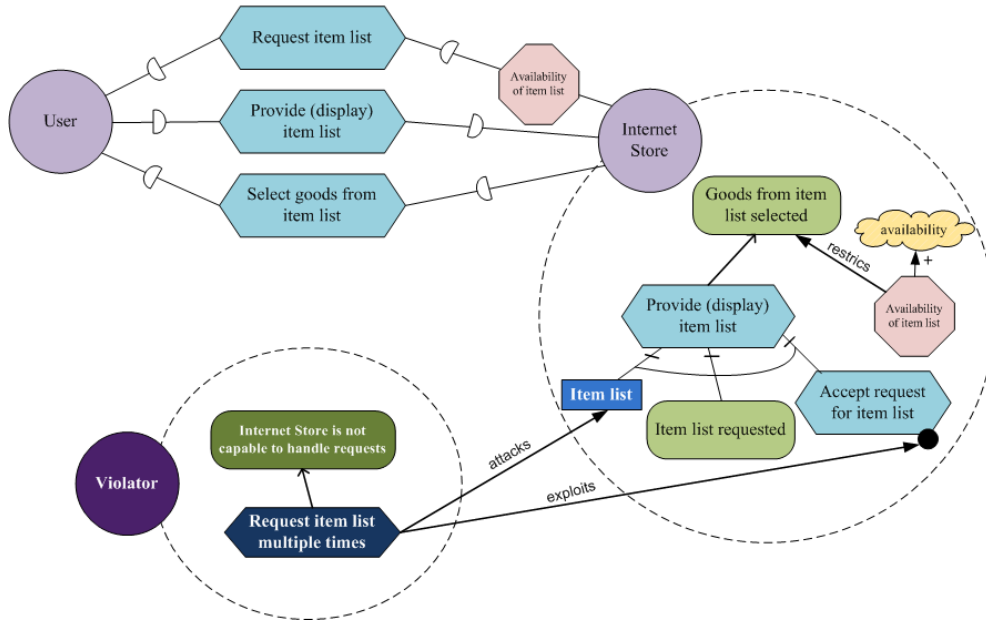 Request item list
Availability
of item list
User
Provide (display)
item list
Internet
Store
Select goods from
item list
Goods from item
list selected
availability
+
restrics
Availability
of item list
Provide (display)
item list
Item list
Accept request
for item list
Item list requested
Internet Store is not
capable to handle requests
attacks
Violator
exploits
Request item list
multiple times